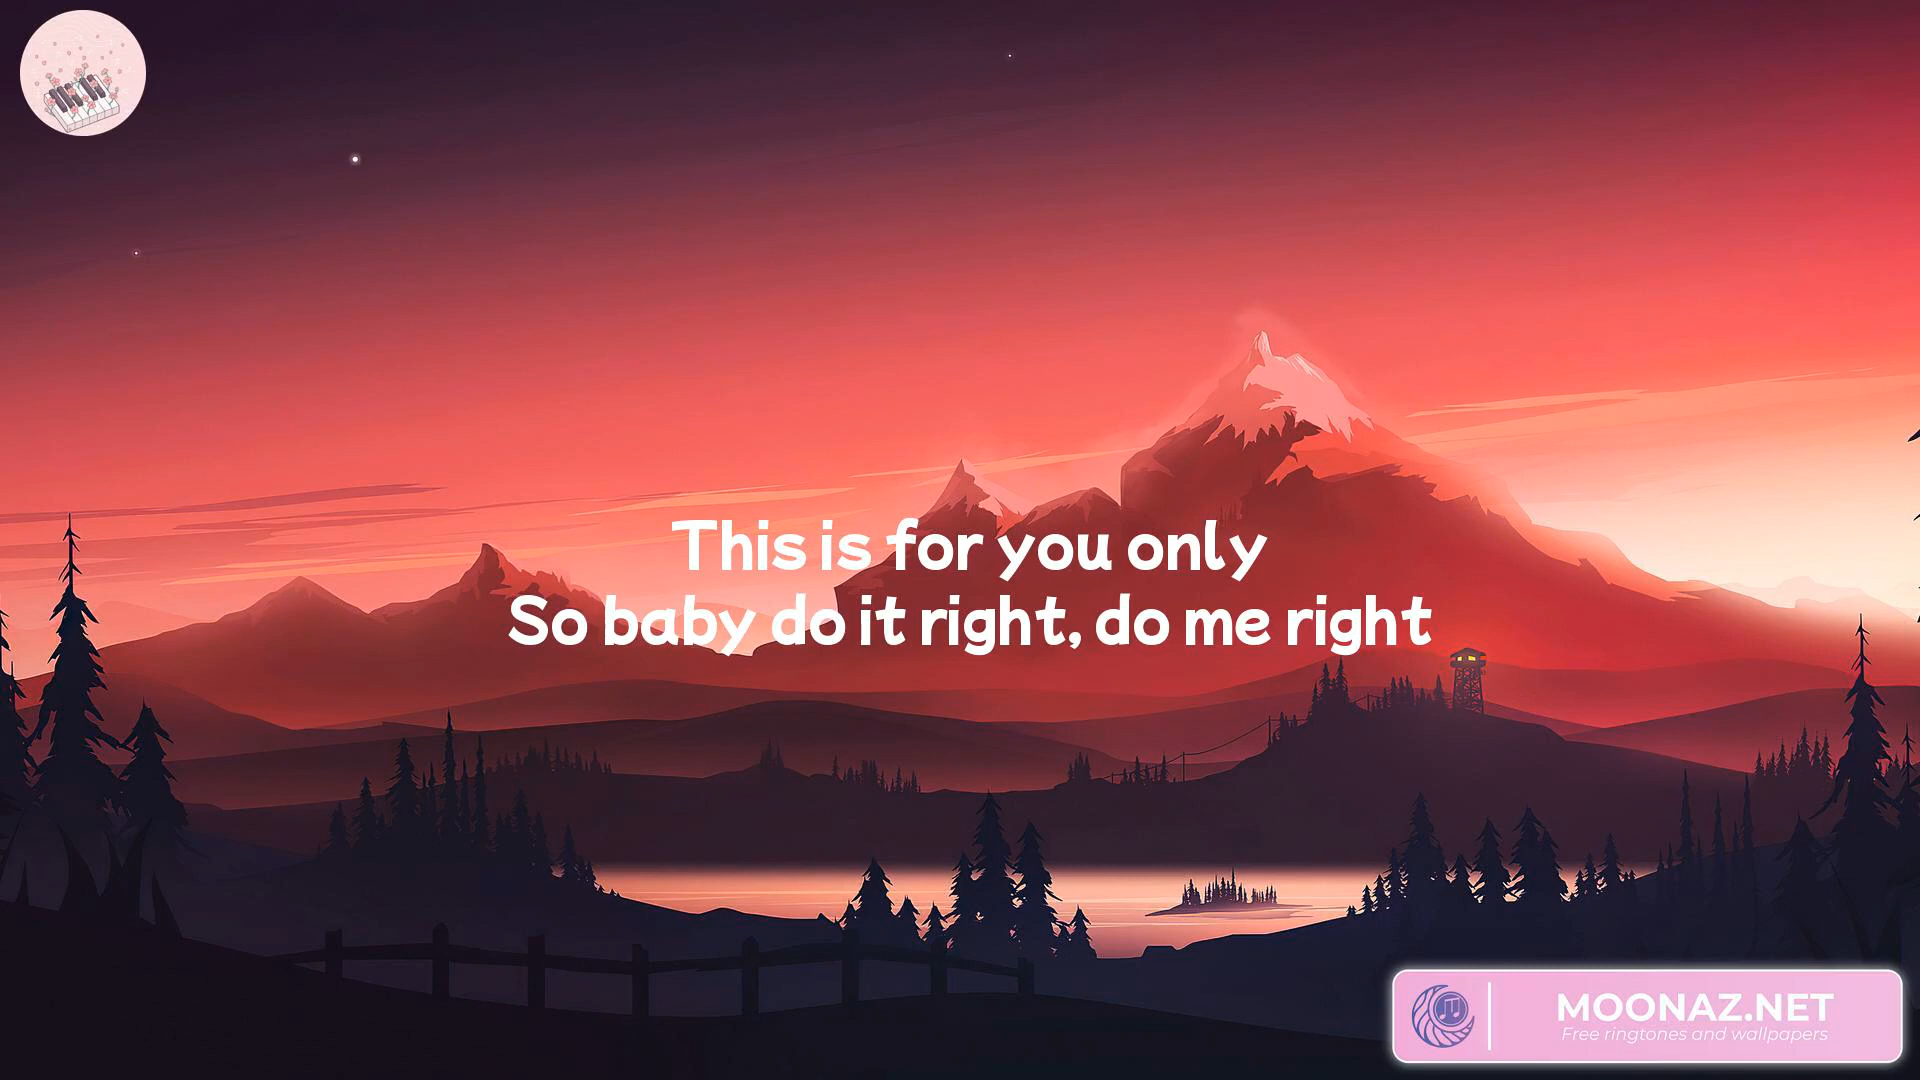 This is for you only
So baby do it right, do me right
MOONAZ.NET
Free ringtones and wallpapers